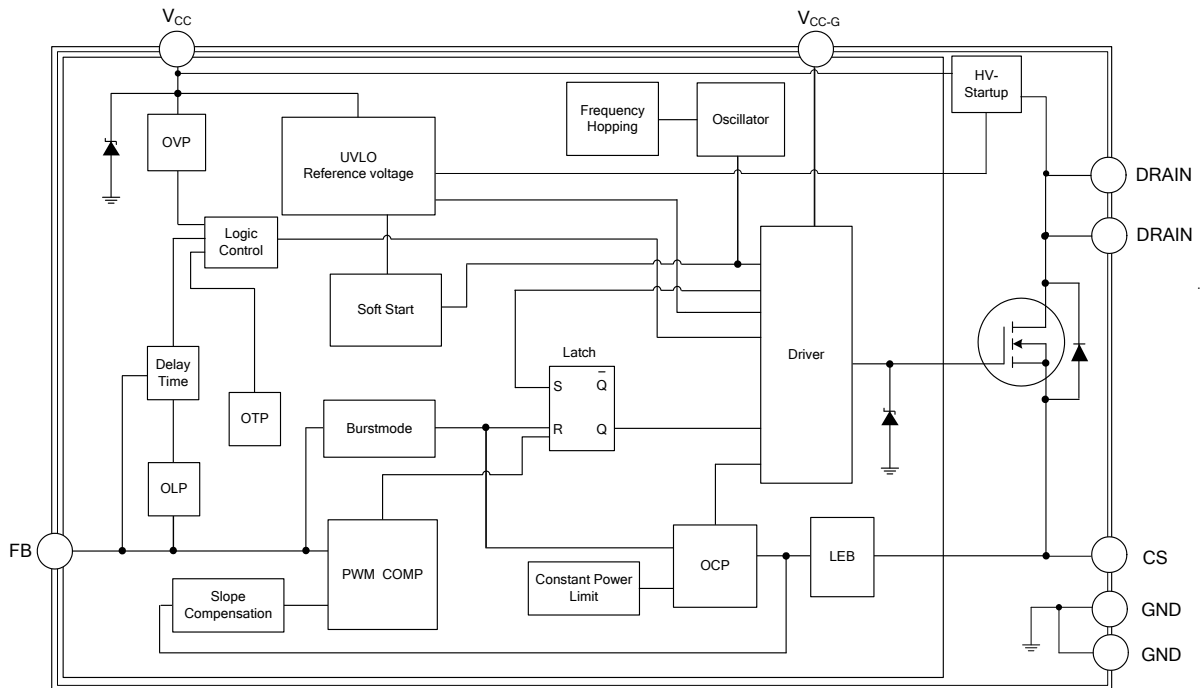 VCC
VCC-G
HV-
Startup
Frequency
Hopping
Oscillator
OVP
UVLO
Reference voltage
DRAIN
DRAIN
Logic
Control
Soft Start
Driver
Latch
Delay
Time
S
Q
OTP
Burstmode
R
Q
OLP
FB
PWM COMP
OCP
LEB
CS
Constant Power
Limit
Slope
Compensation
GND
GND